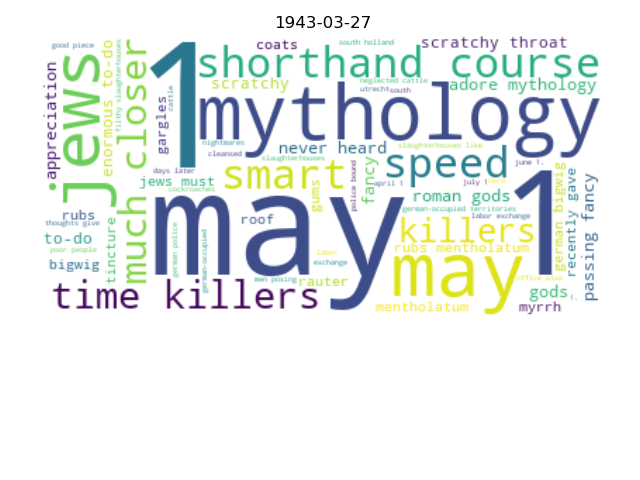 1943-03-27
good piece
coats
south holland
scratchy throat
shorthand course
jews
1
much closer
enormous to-do
filthy slaughterhouses
appreciation
gargles
cattle
scratchy
neglected cattle
adore mythology
utrecht
south
mythology
nightmares
never heard
slaughterhouses like
cleansed
slaughterhouses
speed
june 1.
days later
smart
fancy
police bound
jews must
cockroaches
april 1
july 1
gums
roman gods
may
1
german bigwig
recently gave
passing fancy
rubs
thoughts give
roof
german-occupied territories
labor exchange
killers
to-do
tincture
german police
german-occupied
poor people
rubs mentholatum
bigwig
labor
exchange
may
men posing
rauter
office also
time killers
gods
1.
mentholatum
myrrh